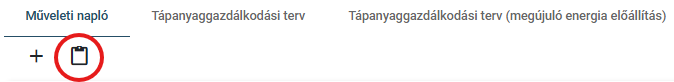 Műveleti napló Tápanyaggazdálkodási terv Tápanyaggazdálkodási terv (megújuló energia előállítás)